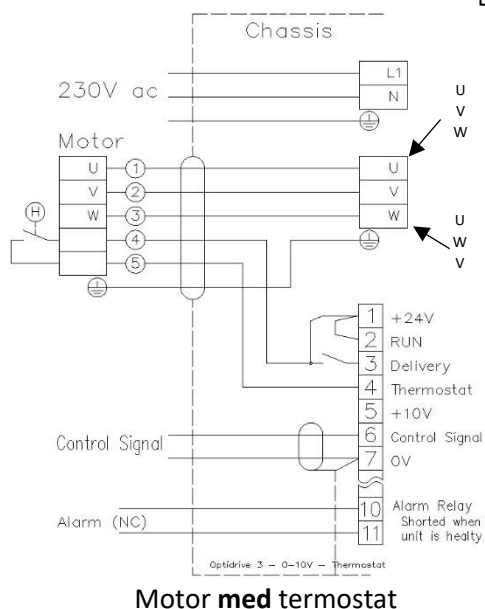 Chassis
L1
230V ac
N
U
V
W
Motor
U
1
U
V
2
V
W
3
W
H
4
5
U
W
V
1
+24V
2
RUN
3
Delivery
4
Thermostat
5
+10V
6
Control Signal
Control Signal
7
0V
10
Alarm Relay
Shorted when
Alarm (NC)
11
unit is healty
Optidrive 3 - 0-10V - Thermostat
Motor med termostat